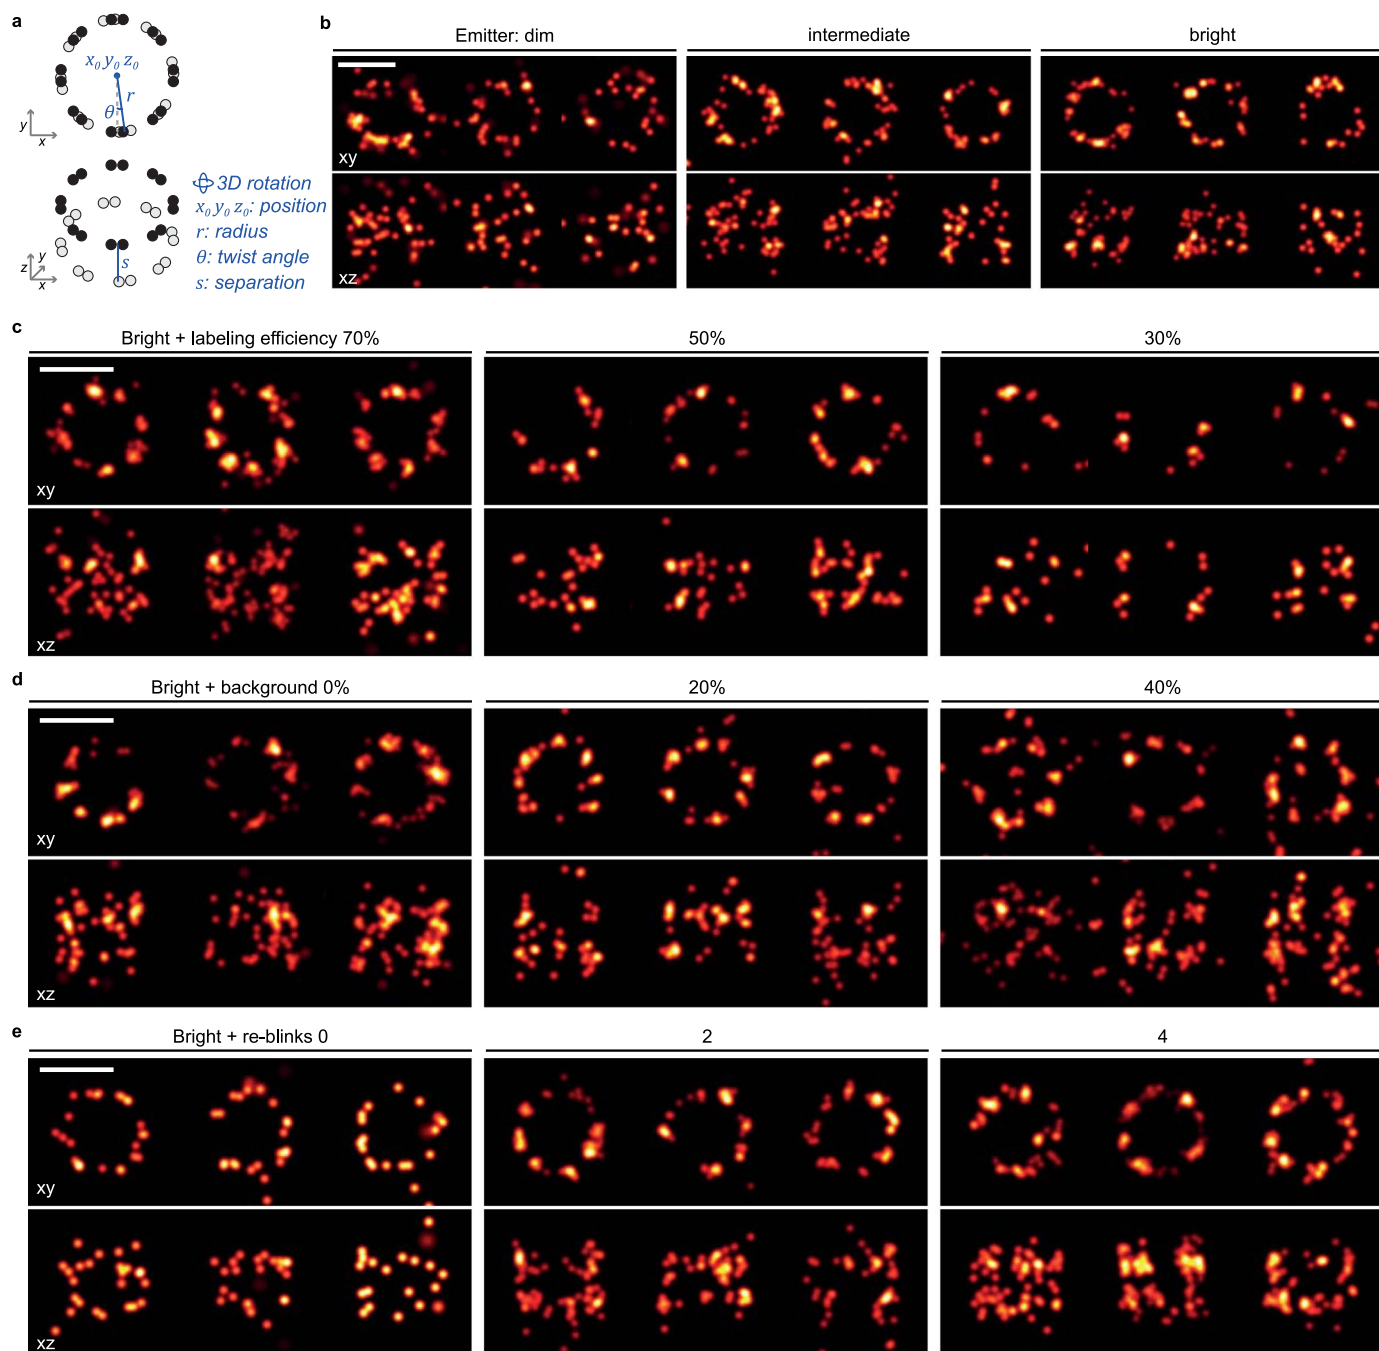 a
x₀ y₀ z₀
r
θ
y
x
3D rotation
x₀ y₀ z₀: position
r: radius
θ: twist angle
s: separation
s
z
y
x
b
Emitter: dim
intermediate
bright
xy
xz
c
Bright + labeling efficiency 70%
50%
30%
xy
xz
d
Bright + background 0%
20%
40%
xy
xz
e
Bright + re-blinks 0
2
4
xy
xz